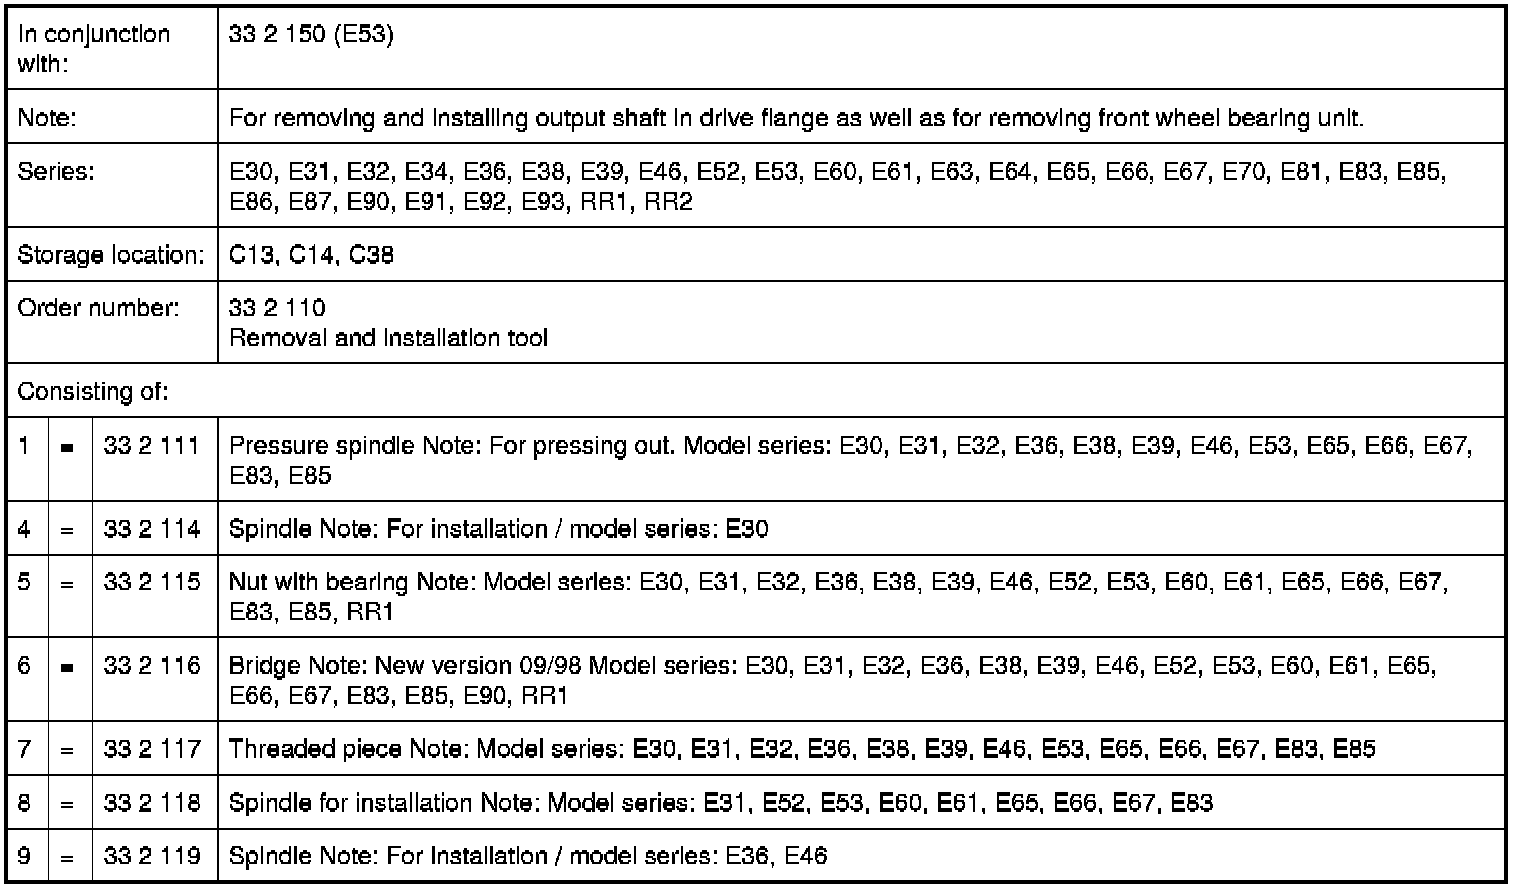 In conjunction with: 33 2 150 (E53)
Note: For removing and installing output shaft in drive flange as well as for removing front wheel bearing unit.
Series: E30, E31, E32, E34, E36, E38, E39, E46, E52, E53, E60, E61, E63, E64, E65, E66, E67, E70, E81, E83, E85,
E86, E87, E90, E91, E92, E93, RR1, RR2
Storage location: C13, C14, C38
Order number: 33 2 110
Removal and installation tool
Consisting of:
1 = 33 2 111 Pressure spindle Note: For pressing out. Model series: E30, E31, E32, E36, E38, E39, E46, E53, E65, E66, E67,
E83, E85
4 = 33 2 114 Spindle Note: For installation / model series: E30
5 = 33 2 115 Nut with bearing Note: Model series: E30, E31, E32, E36, E38, E39, E46, E52, E53, E60, E61, E65, E66, E67,
E83, E85, RR1
6 = 33 2 116 Bridge Note: New version 09/98 Model series: E30, E31, E32, E36, E38, E39, E46, E52, E53, E60, E61, E65,
E66, E67, E83, E85, E90, RR1
7 = 33 2 117 Threaded piece Note: Model series: E30, E31, E32, E36, E38, E39, E46, E53, E65, E66, E67, E83, E85
8 = 33 2 118 Spindle for installation Note: Model series: E31, E52, E53, E60, E61, E65, E66, E67, E83
9 = 33 2 119 Spindle Note: For installation / model series: E36, E46